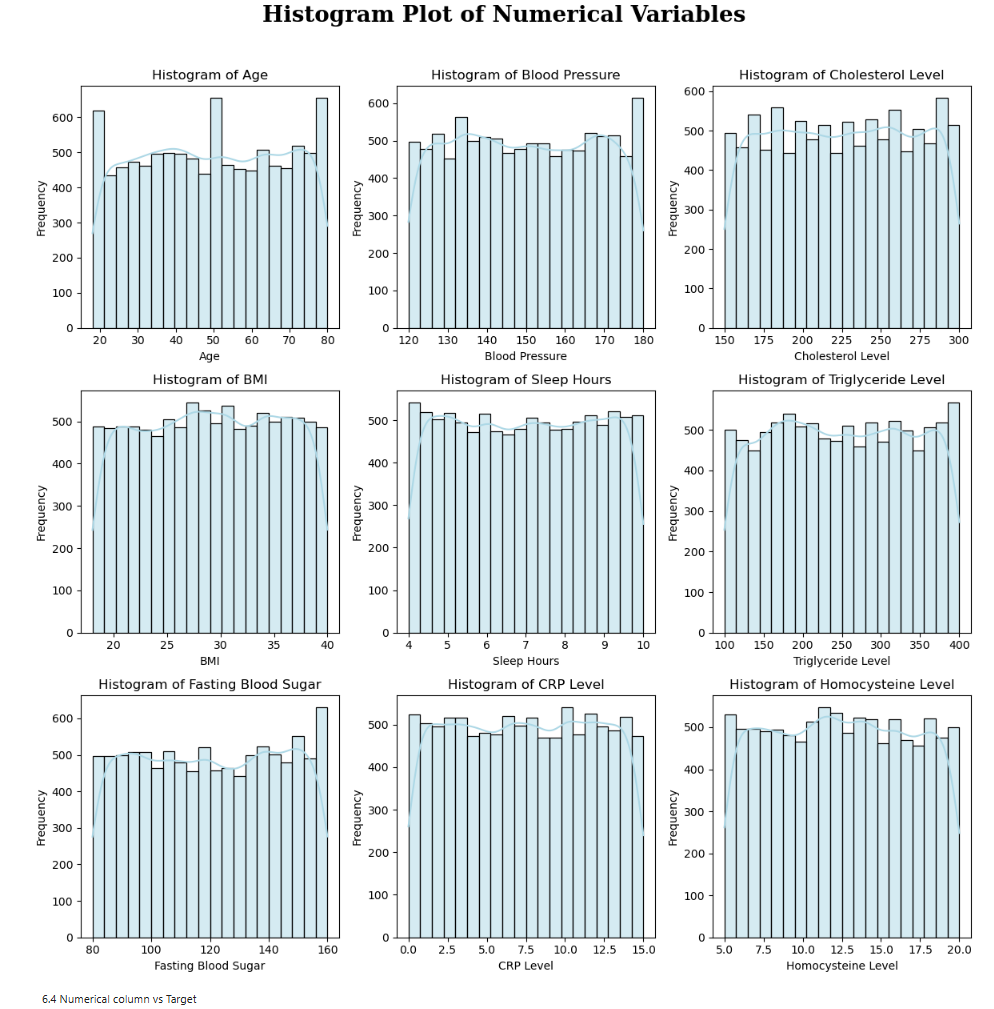 Histogram Plot of Numerical Variables
Histogram of Age
Histogram of Blood Pressure
Histogram of Cholesterol Level
Frequency
600
500
400
300
200
100
0
20 30 40 50 60 70 80
Age
Frequency
600
500
400
300
200
100
0
120 130 140 150 160 170 180
Blood Pressure
Frequency
600
500
400
300
200
100
0
150 175 200 225 250 275 300
Cholesterol Level
Histogram of BMI
Histogram of Sleep Hours
Histogram of Triglyceride Level
Frequency
500
400
300
200
100
0
20 25 30 35 40
BMI
Frequency
500
400
300
200
100
0
4 5 6 7 8 9 10
Sleep Hours
Frequency
500
400
300
200
100
0
100 150 200 250 300 350 400
Triglyceride Level
Histogram of Fasting Blood Sugar
Histogram of CRP Level
Histogram of Homocysteine Level
Frequency
600
500
400
300
200
100
0
80 100 120 140 160
Fasting Blood Sugar
Frequency
500
400
300
200
100
0
0.0 2.5 5.0 7.5 10.0 12.5 15.0
CRP Level
Frequency
500
400
300
200
100
0
5.0 7.5 10.0 12.5 15.0 17.5 20.0
Homocysteine Level
6.4 Numerical column vs Target